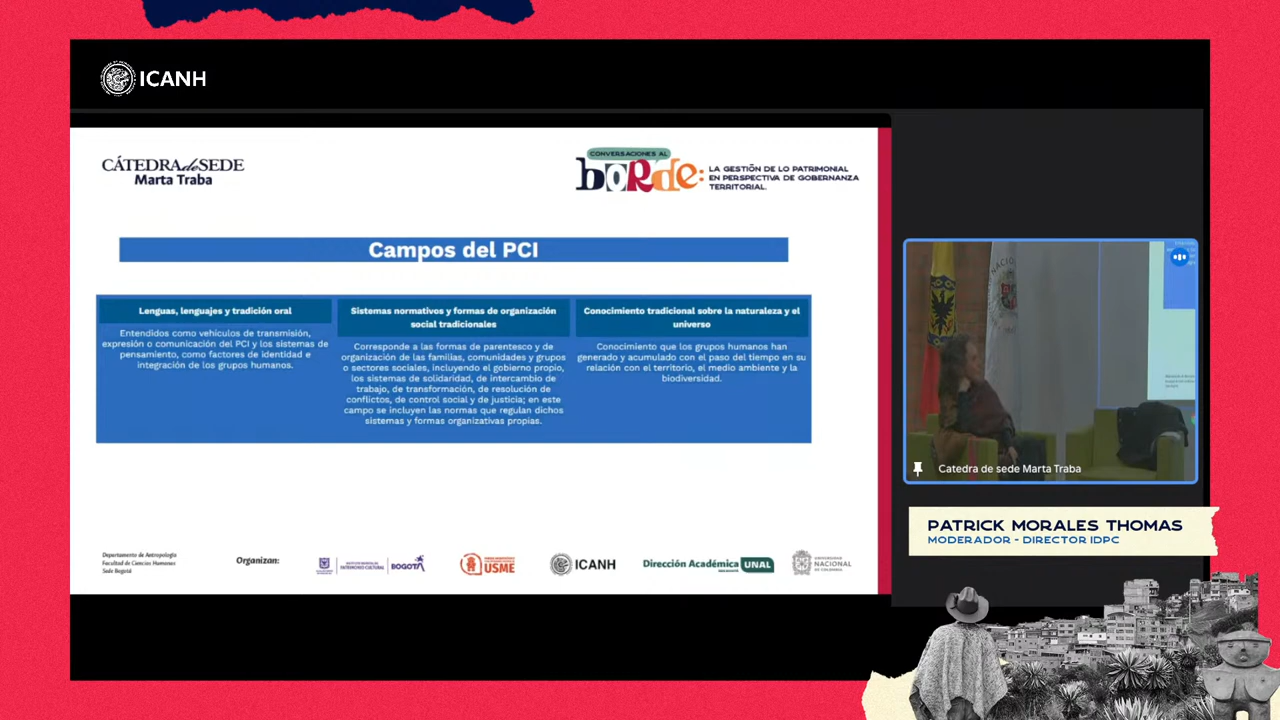 ICANH
CÁTEDRA de SEDE
Marta Traba
CONVERSACIONES AL
borde:
LA GESTIÓN DE LO PATRIMONIAL
EN PERSPECTIVA DE GOBERNANZA
TERRITORIAL.
Campos del PCI
Lenguas, lenguajes y tradición oral
Entendidos como vehículos de transmisión,
expresión o comunicación del PCI y los sistemas de
pensamiento, como factores de identidad e
integración de los grupos humanos.
Sistemas normativos y formas de organización
social tradicionales
Corresponde a las formas de parentesco y de
organización de las familias, comunidades y grupos
o sectores sociales, incluyendo el gobierno propio,
los sistemas de solidaridad, de intercambio de
trabajo, de transformación, de resolución de
conflictos, de control social y de justicia; en este
campo se incluyen las normas que regulan dichos
sistemas y formas organizativas propias.
Conocimiento tradicional sobre la naturaleza y el
universo
Conocimiento que los grupos humanos han
generado y acumulado con el paso del tiempo en su
relación con el territorio, el medio ambiente y la
biodiversidad.
Catedra de sede Marta Traba
PATRICK MORALES THOMAS
MODERADOR - DIRECTOR IDPC
Departamento de Antropología
Facultad de Ciencias Humanas
Sede Bogotá
Organizan:
PATRIMONIO CULTURAL
BOGOTÁ
USME
ICANH
Dirección Académica UNAL
UNIVERSIDAD
NACIONAL
DE COLOMBIA